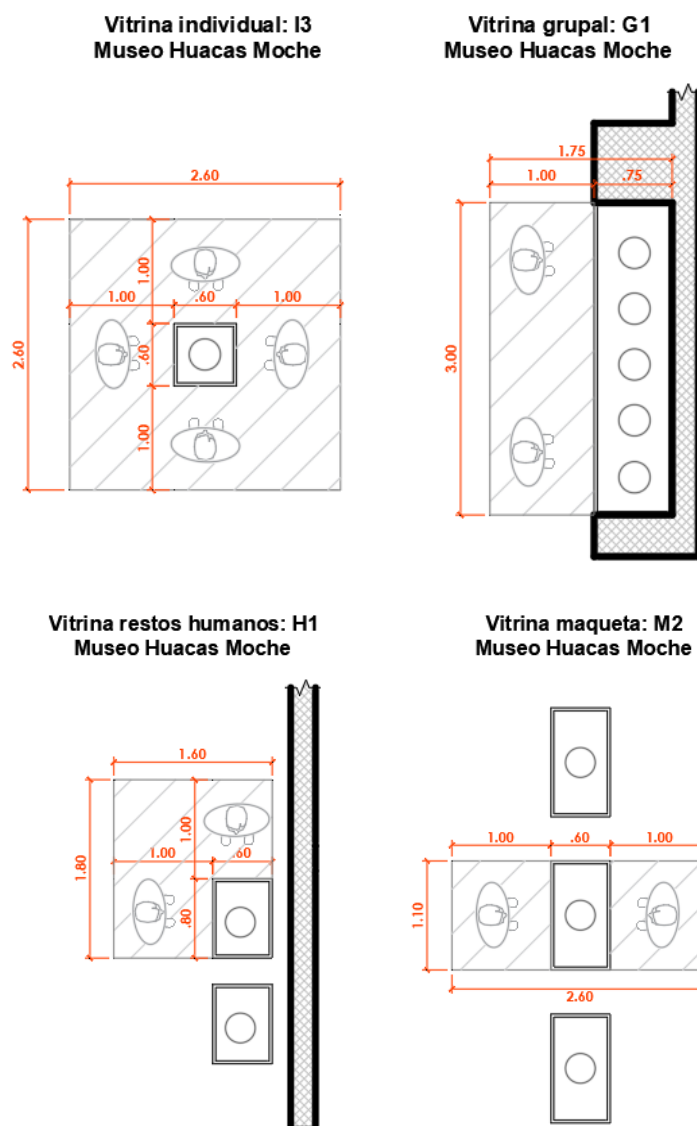 Vitrina individual: I3
Museo Huacas Moche
2.60
2.60
1.00
1.00
.60
1.00
.60
1.00
Vitrina grupal: G1
Museo Huacas Moche
1.75
1.00
.75
3.00
Vitrina restos humanos: H1
Museo Huacas Moche
1.60
1.80
1.00
1.00
.60
.80
Vitrina maqueta: M2
Museo Huacas Moche
1.00
.60
1.00
1.10
2.60